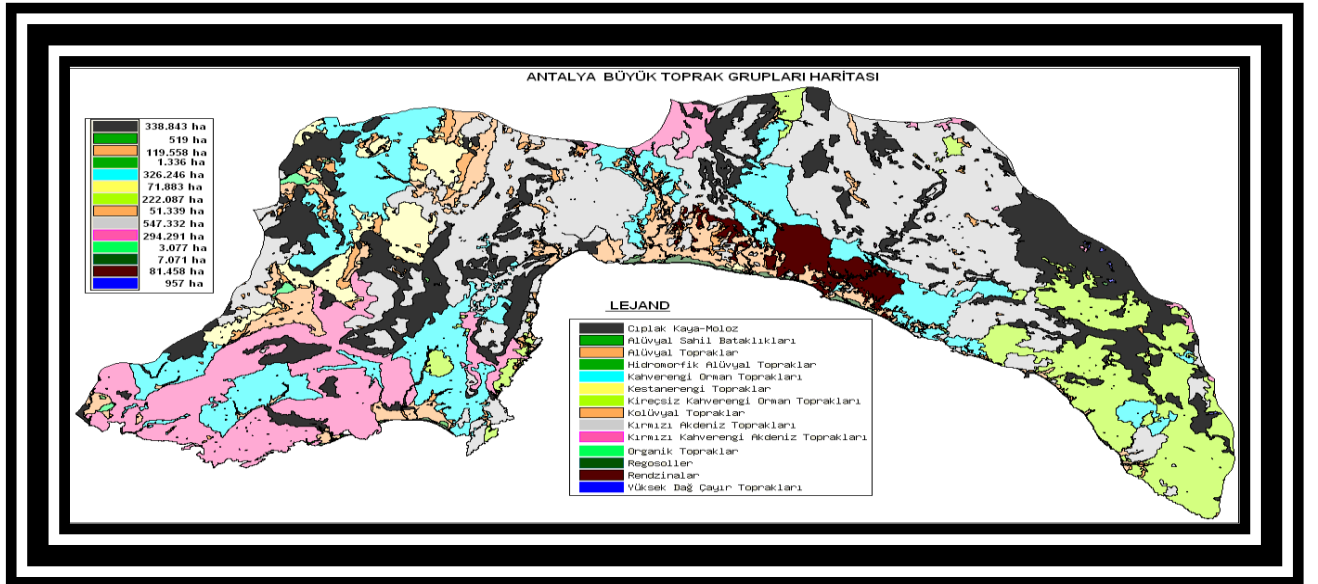 ANTALYA BÜYÜK TOPRAK GRUPLARI HARİTASI
338.843 ha
519 ha
119.558 ha
1.336 ha
326.246 ha
71.883 ha
222.087 ha
51.339 ha
547.332 ha
294.291 ha
3.077 ha
7.071 ha
81.458 ha
957 ha
LEJAND
Cıplak Kaya-Moloz
Alüvyal Sahil Bataklıkları
Alüvyal Topraklar
Hidromorfik Alüvyal Topraklar
Kahverengi Orman Toprakları
Kestanerengi Topraklar
Kireçsiz Kahverengi Orman Toprakları
Kolüvyal Topraklar
Kırmızı Akdeniz Toprakları
Kırmızı Kahverengi Akdeniz Toprakları
Organik Topraklar
Regosoller
Rendzinalar
Yüksek Dağ Çayır Toprakları